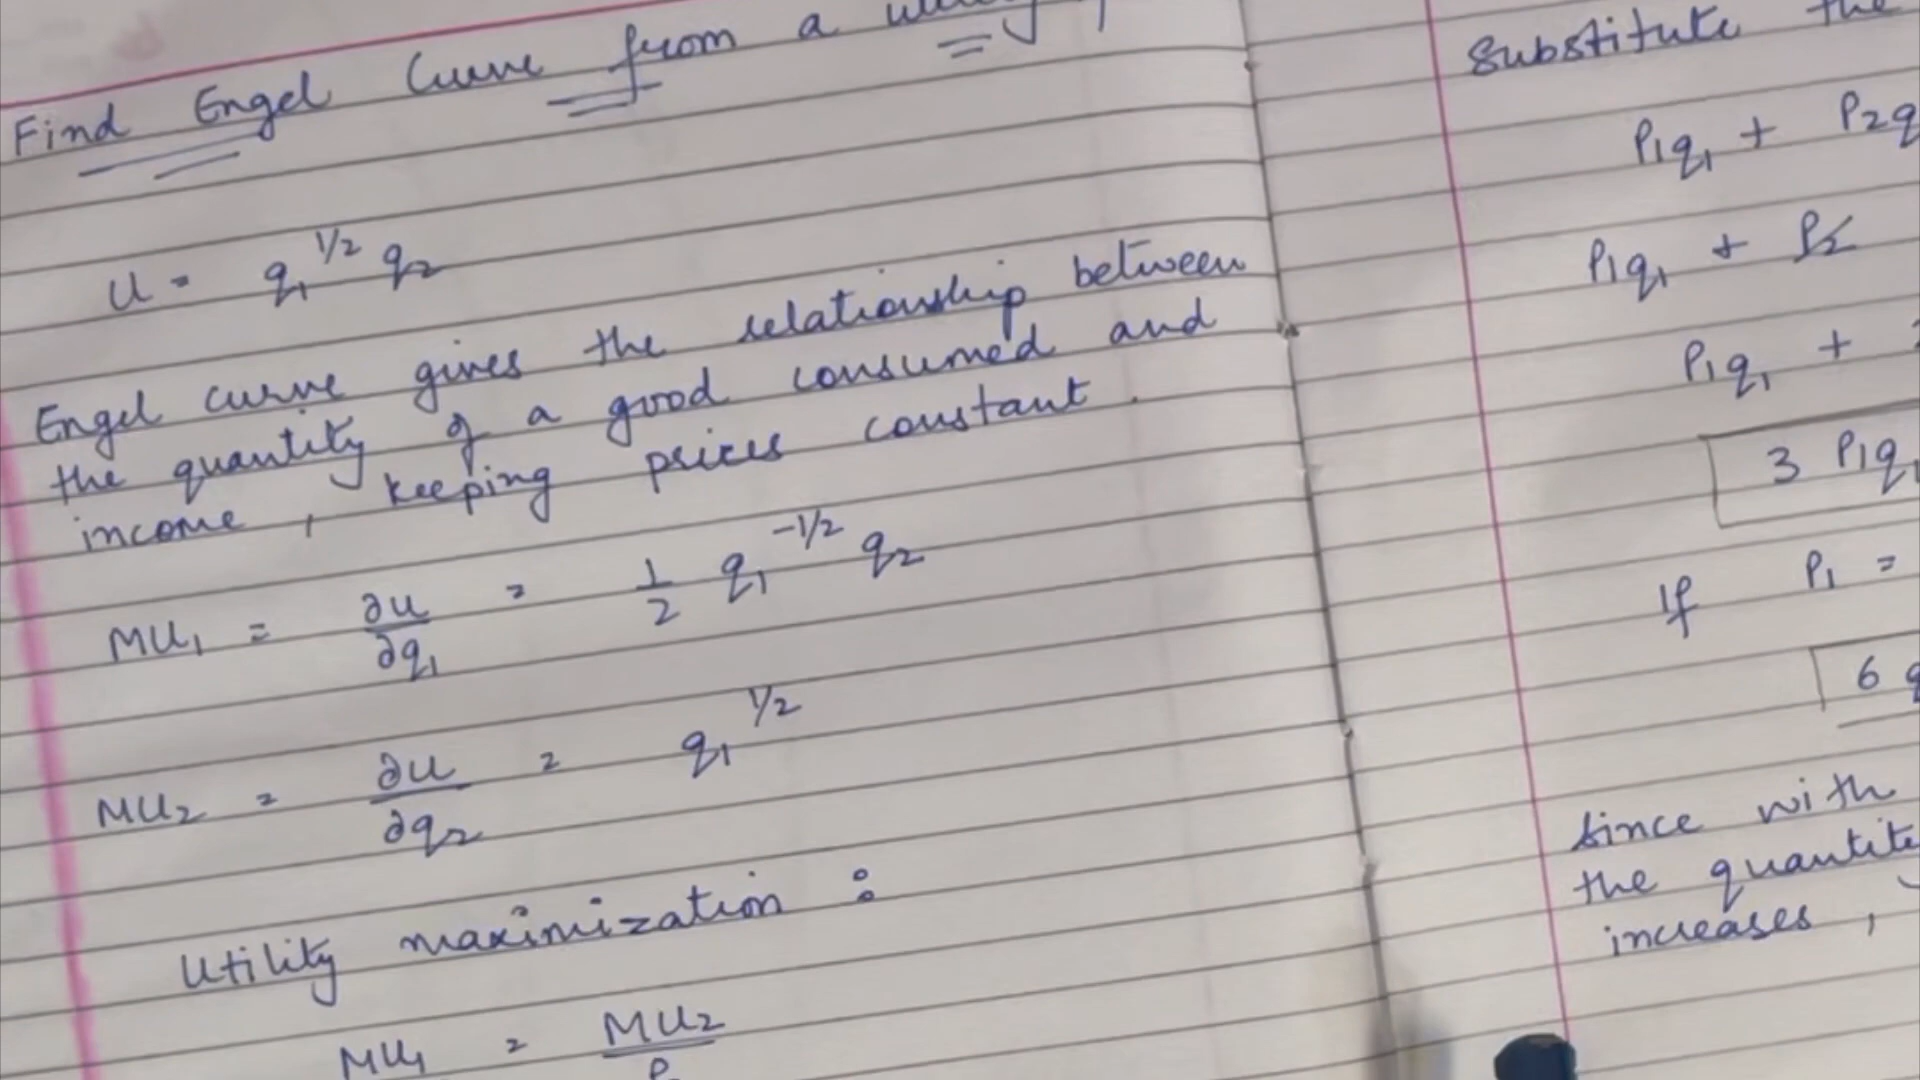 Find Engel Curve from a
U = q₁^1/2 q₂
Engel curve gives the relationship between
the quantity of a good consumed and
income, keeping prices constant.
MU₁ = ∂u/∂q₁ = 1/2 q₁^-1/2 q₂
MU₂ = ∂u/∂q₂ = q₁^1/2
Utility maximization :
MU₁ = MU₂/P
Substitute the
P₁q₁ + P₂q
P₁q₁ + P₂
P₁q₁ +
3 P₁q₁
If P₁ =
6 q
Since with
the
increases,